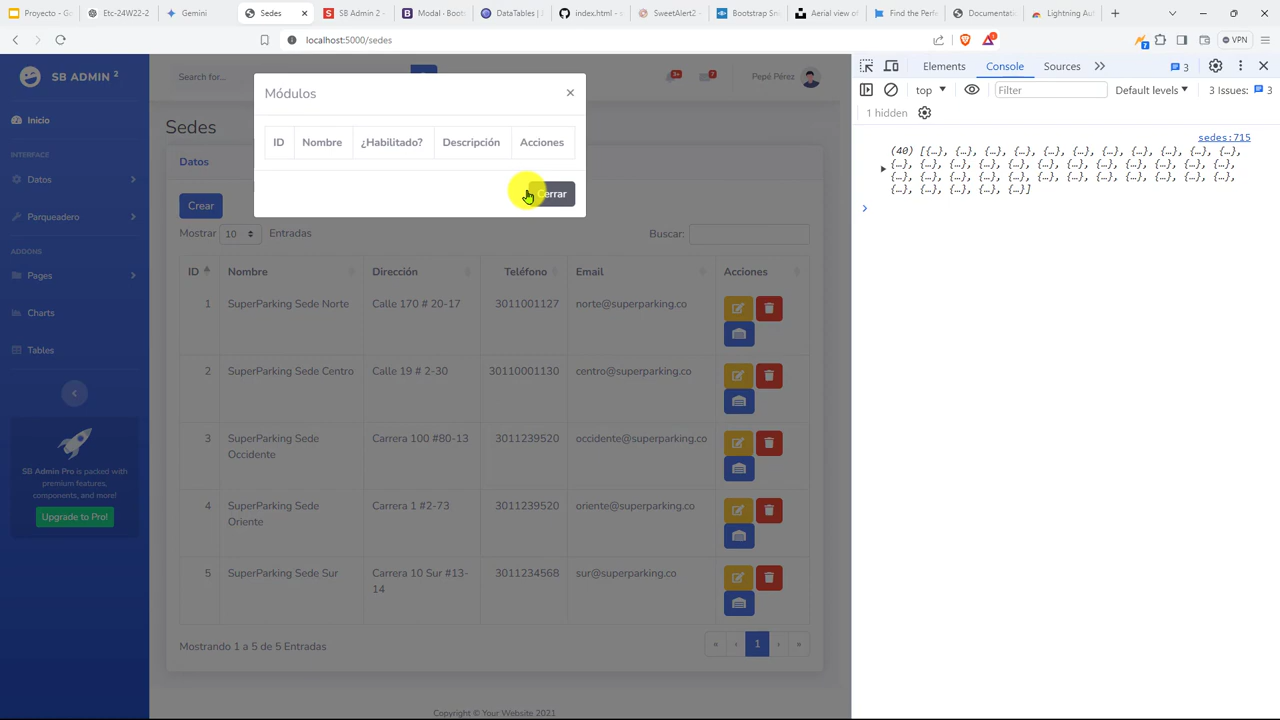 Proyecto - Go
Etc-24W22-2
Gemini
Sedes
SB Admin 2 -
Modal · Boots
DataTables | 
index.html - s
SweetAlert2 -
Bootstrap Sm
Aerial view of
Find the Perfe
Documentatio
Lightning Aut
localhost:5000/sedes
7
VPN
SB ADMIN 2
Search for...
3+
7
Pepé Pérez
Inicio
INTERFACE
Datos
Parqueadero
ADDONS
Pages
Charts
Tables
SB Admin Pro is packed with
premium features,
components, and more!
Upgrade to Pro!
Módulos
×
ID Nombre ¿Habilitado? Descripción Acciones
Cerrar
Sedes
Datos
Crear
Mostrar 10 Entradas
Buscar:
ID Nombre Dirección Teléfono Email Acciones
1 SuperParking Sede Norte Calle 170 # 20-17 3011001127 norte@superparking.co
2 SuperParking Sede Centro Calle 19 # 2-30 30110001130 centro@superparking.co
3 SuperParking Sede Occidente Carrera 100 #80-13 3011239520 occidente@superparking.co
4 SuperParking Sede Oriente Carrera 1 #2-73 3011239520 oriente@superparking.co
5 SuperParking Sede Sur Carrera 10 Sur #13-14 3011234568 sur@superparking.co
Mostrando 1 a 5 de 5 Entradas
« ‹ 1 › »
Copyright © Your Website 2021
Elements Console Sources 3
top Filter Default levels 3 Issues: 3
1 hidden
sedes:715
(40) [{…}, {…}, {…}, {…}, {…}, {…}, {…}, {…}, {…}, {…}, {…},
{…}, {…}, {…}, {…}, {…}, {…}, {…}, {…}, {…}, {…}, {…}, {…},
{…}, {…}, {…}, {…}, {…}, {…}, {…}, {…}, {…}, {…}, {…}, {…},
{…}, {…}, {…}, {…}, {…}]